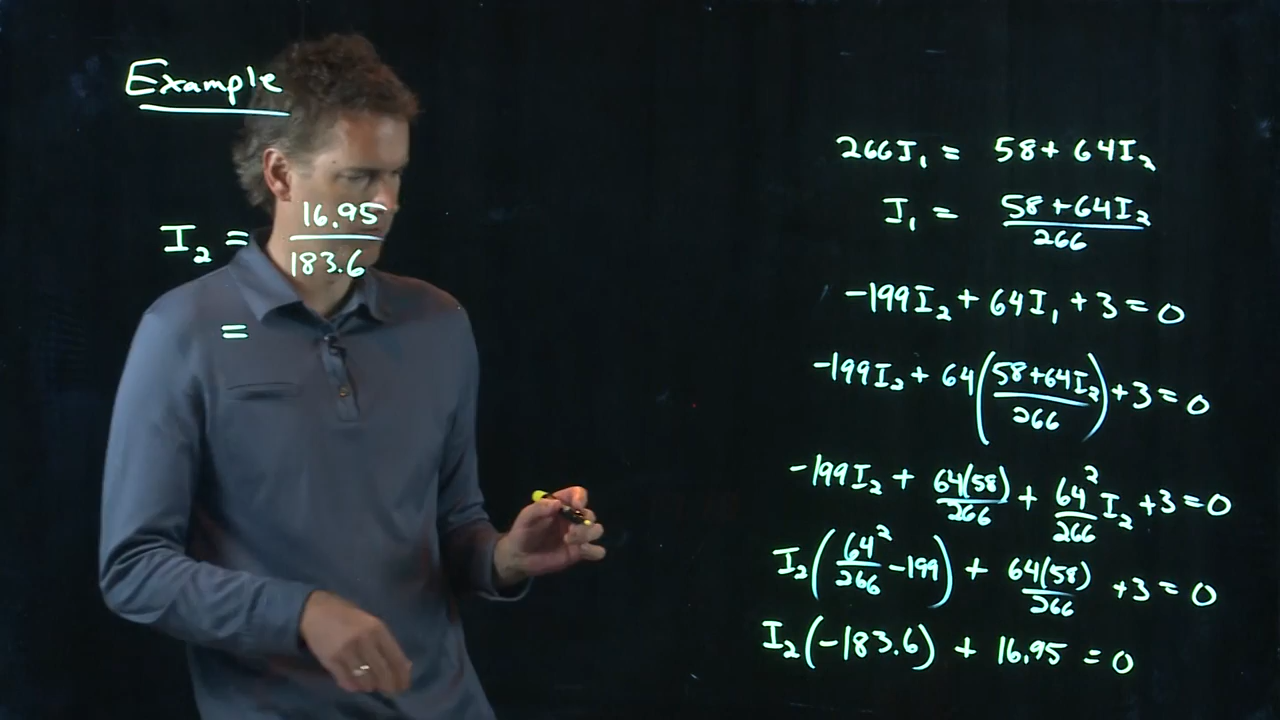 Example
I₂ = 16.95/183.6
=
266I₁ = 58 + 64I₂
I₁ = (58 + 64I₂)/266
-199I₂ + 64I₁ + 3 = 0
-199I₂ + 64((58+64I₂)/266) + 3 = 0
-199I₂ + 64(58)/266 + 64²/266 I₂ + 3 = 0
I₂(64²/266 - 199) + 64(58)/266 + 3 = 0
I₂(-183.6) + 16.95 = 0